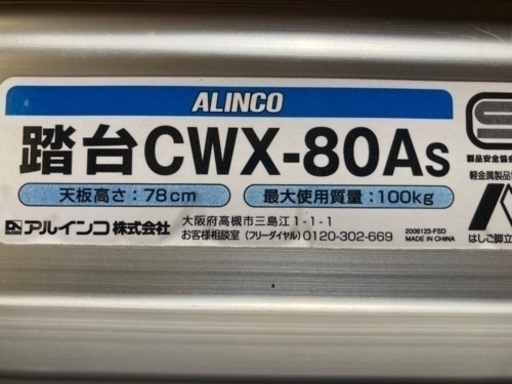 ALINCO
踏台CWX-80As
天板高さ：78cm
最大使用質量：100kg
アルインコ株式会社
大阪府高槻市三島江1-1-1
お客様相談室（フリーダイヤル）0120-302-669
2008123-FSD
MADE IN CHINA
製品安全協会
軽金属製品
はしご脚立